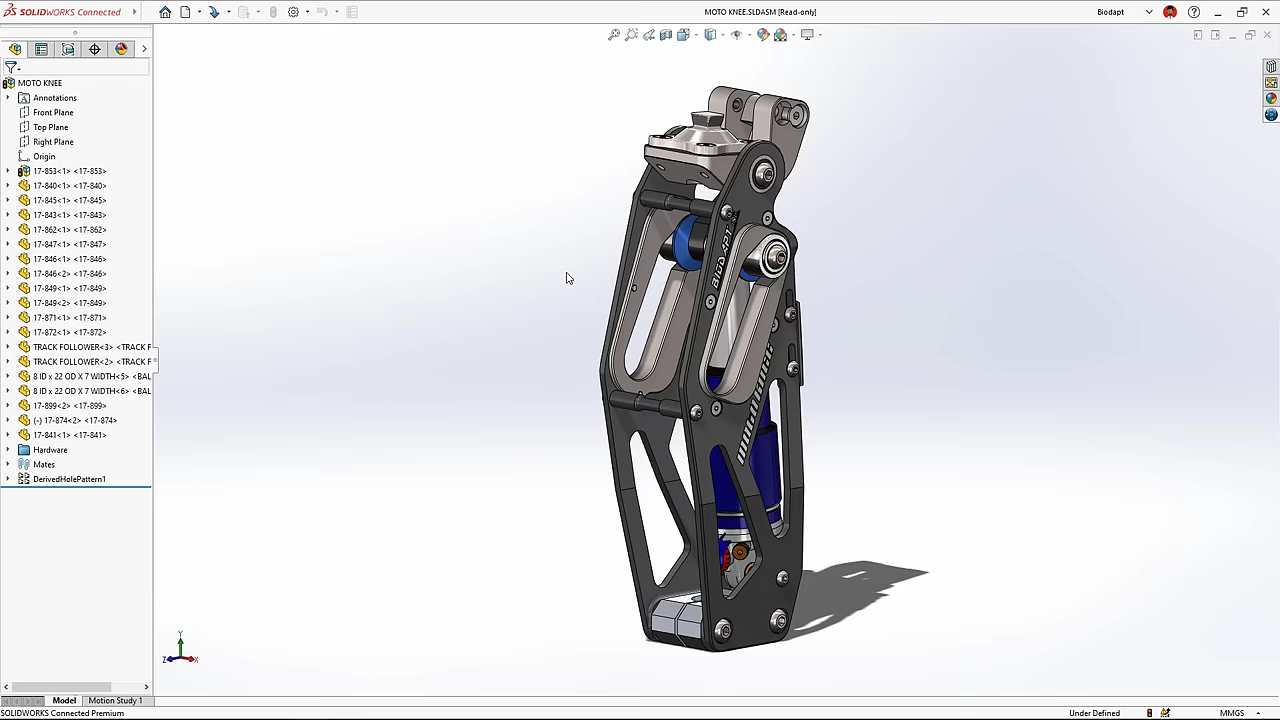 SOLIDWORKS Connected
MOTO KNEE.SLDASM [Read-only]
Biodapt
MOTO KNEE
Annotations
Front Plane
Top Plane
Right Plane
Origin
17-853<1> <17-853>
17-840<1> <17-840>
17-845<1> <17-845>
17-843<1> <17-843>
17-862<1> <17-862>
17-847<1> <17-847>
17-846<1> <17-846>
17-846<2> <17-846>
17-849<1> <17-849>
17-849<2> <17-849>
17-871<1> <17-871>
17-872<1> <17-872>
TRACK FOLLOWER<3> <TRACK F
TRACK FOLLOWER<2> <TRACK F
8 ID x 22 OD X 7 WIDTH<5> <BAL
8 ID x 22 OD X 7 WIDTH<6> <BAL
17-899<2> <17-899>
(-) 17-874<2> <17-874>
17-841<1> <17-841>
Hardware
Mates
DerivedHolePattern1
BIODAPT
Y
Z
X
Model
Motion Study 1
SOLIDWORKS Connected Premium
Under Defined
MMGS